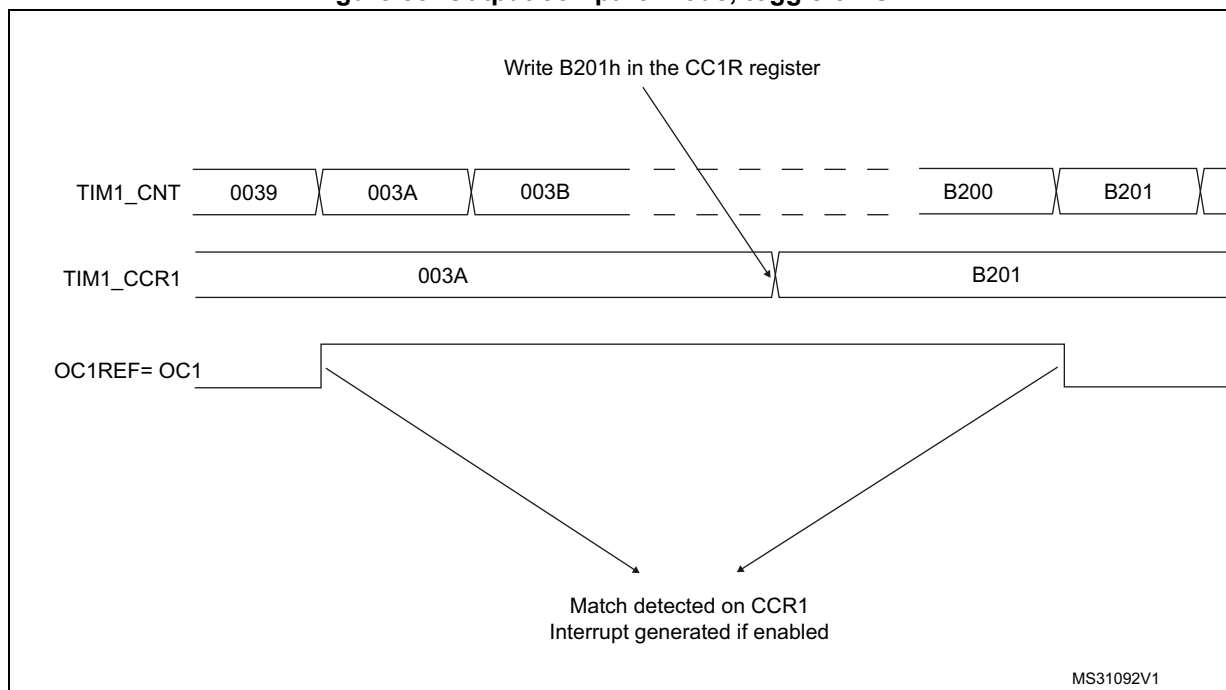 Write B201h in the CC1R register
TIM1_CNT 0039 003A 003B B200 B201
TIM1_CCR1 003A B201
OC1REF= OC1
Match detected on CCR1
Interrupt generated if enabled
MS31092V1